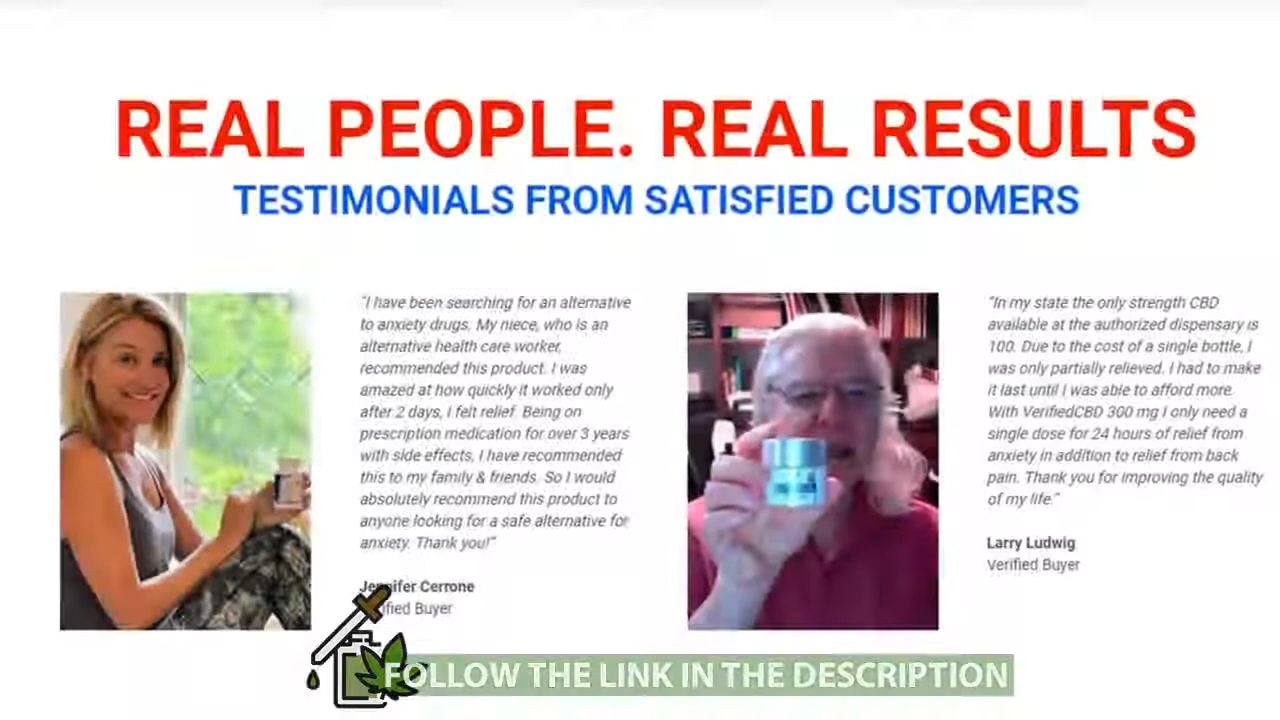 REAL PEOPLE. REAL RESULTS
TESTIMONIALS FROM SATISFIED CUSTOMERS
"I have been searching for an alternative
to anxiety drugs. My niece, who is an
alternative health care worker,
recommended this product. I was
amazed at how quickly it worked only
after 2 days, I felt relief. Being on
prescription medication for over 3 years
with side effects, I have recommended
this to my family & friends. So I would
absolutely recommend this product to
anyone looking for a safe alternative for
anxiety. Thank you!"
Jennifer Cerrone
Verified Buyer
"In my state the only strength CBD
available at the authorized dispensary is
100. Due to the cost of a single bottle, I
was only partially relieved. I had to make
it last until I was able to afford more.
With VerifiedCBD 300 mg I only need a
single dose for 24 hours of relief from
anxiety in addition to relief from back
pain. Thank you for improving the quality
of my life."
Larry Ludwig
Verified Buyer
FOLLOW THE LINK IN THE DESCRIPTION